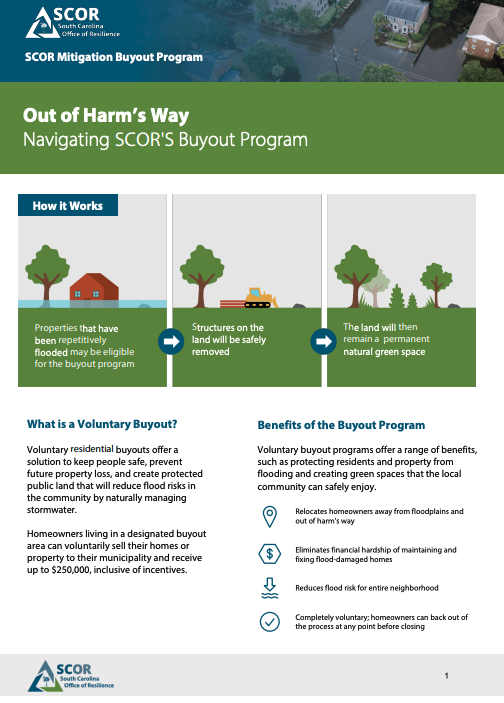 SCOR
South Carolina
Office of Resilience
SCOR Mitigation Buyout Program
Out of Harm's Way
Navigating SCOR'S Buyout Program
How it Works
Properties that have
been repetitively
flooded may be eligible
for the buyout program
Structures on the
land will be safely
removed
The land will then
remain a permanent
natural green space
What is a Voluntary Buyout?
Voluntary residential buyouts offer a
solution to keep people safe, prevent
future property loss, and create protected
public land that will reduce flood risks in
the community by naturally managing
stormwater.
Homeowners living in a designated buyout
area can voluntarily sell their homes or
property to their municipality and receive
up to $250,000, inclusive of incentives.
Benefits of the Buyout Program
Voluntary buyout programs offer a range of benefits,
such as protecting residents and property from
flooding and creating green spaces that the local
community can safely enjoy.
Relocates homeowners away from floodplains and
out of harm's way
$
Eliminates financial hardship of maintaining and
fixing flood-damaged homes
Reduces flood risk for entire neighborhood
Completely voluntary; homeowners can back out of
the process at any point before closing
SCOR
South Carolina
Office of Resilience
1